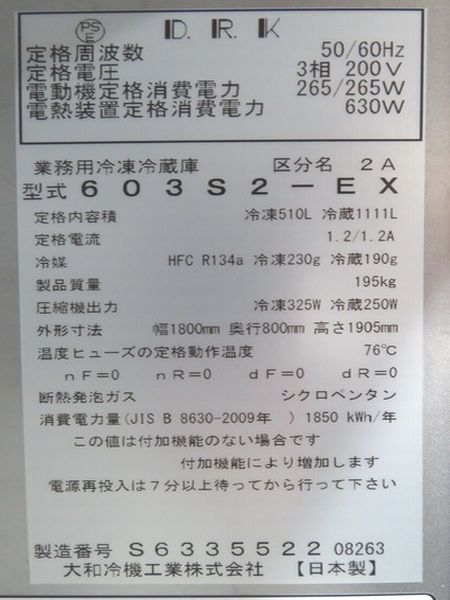 PS
E
D. R. K
定格周波数 50/60Hz
定格電圧 3相 200V
電動機定格消費電力 265/265W
電熱装置定格消費電力 630W
業務用冷凍冷蔵庫 区分名 2A
型式 603S2-EX
定格内容積 冷凍510L 冷蔵1111L
定格電流 1.2/1.2A
冷媒 HFC R134a 冷凍230g 冷蔵190g
製品質量 195kg
圧縮機出力 冷凍325W 冷蔵250W
外形寸法 幅1800mm 奥行800mm 高さ1905mm
温度ヒューズの定格動作温度 76℃
nF=0 nR=0 dF=0 dR=0
断熱発泡ガス シクロペンタン
消費電力量(JIS B 8630-2009年 ) 1850 kWh/年
この値は付加機能のない場合です
付加機能により増加します
電源再投入は7分以上待ってから行って下さい
製造番号 S6335522 08263
大和冷機工業株式会社 【日本製】